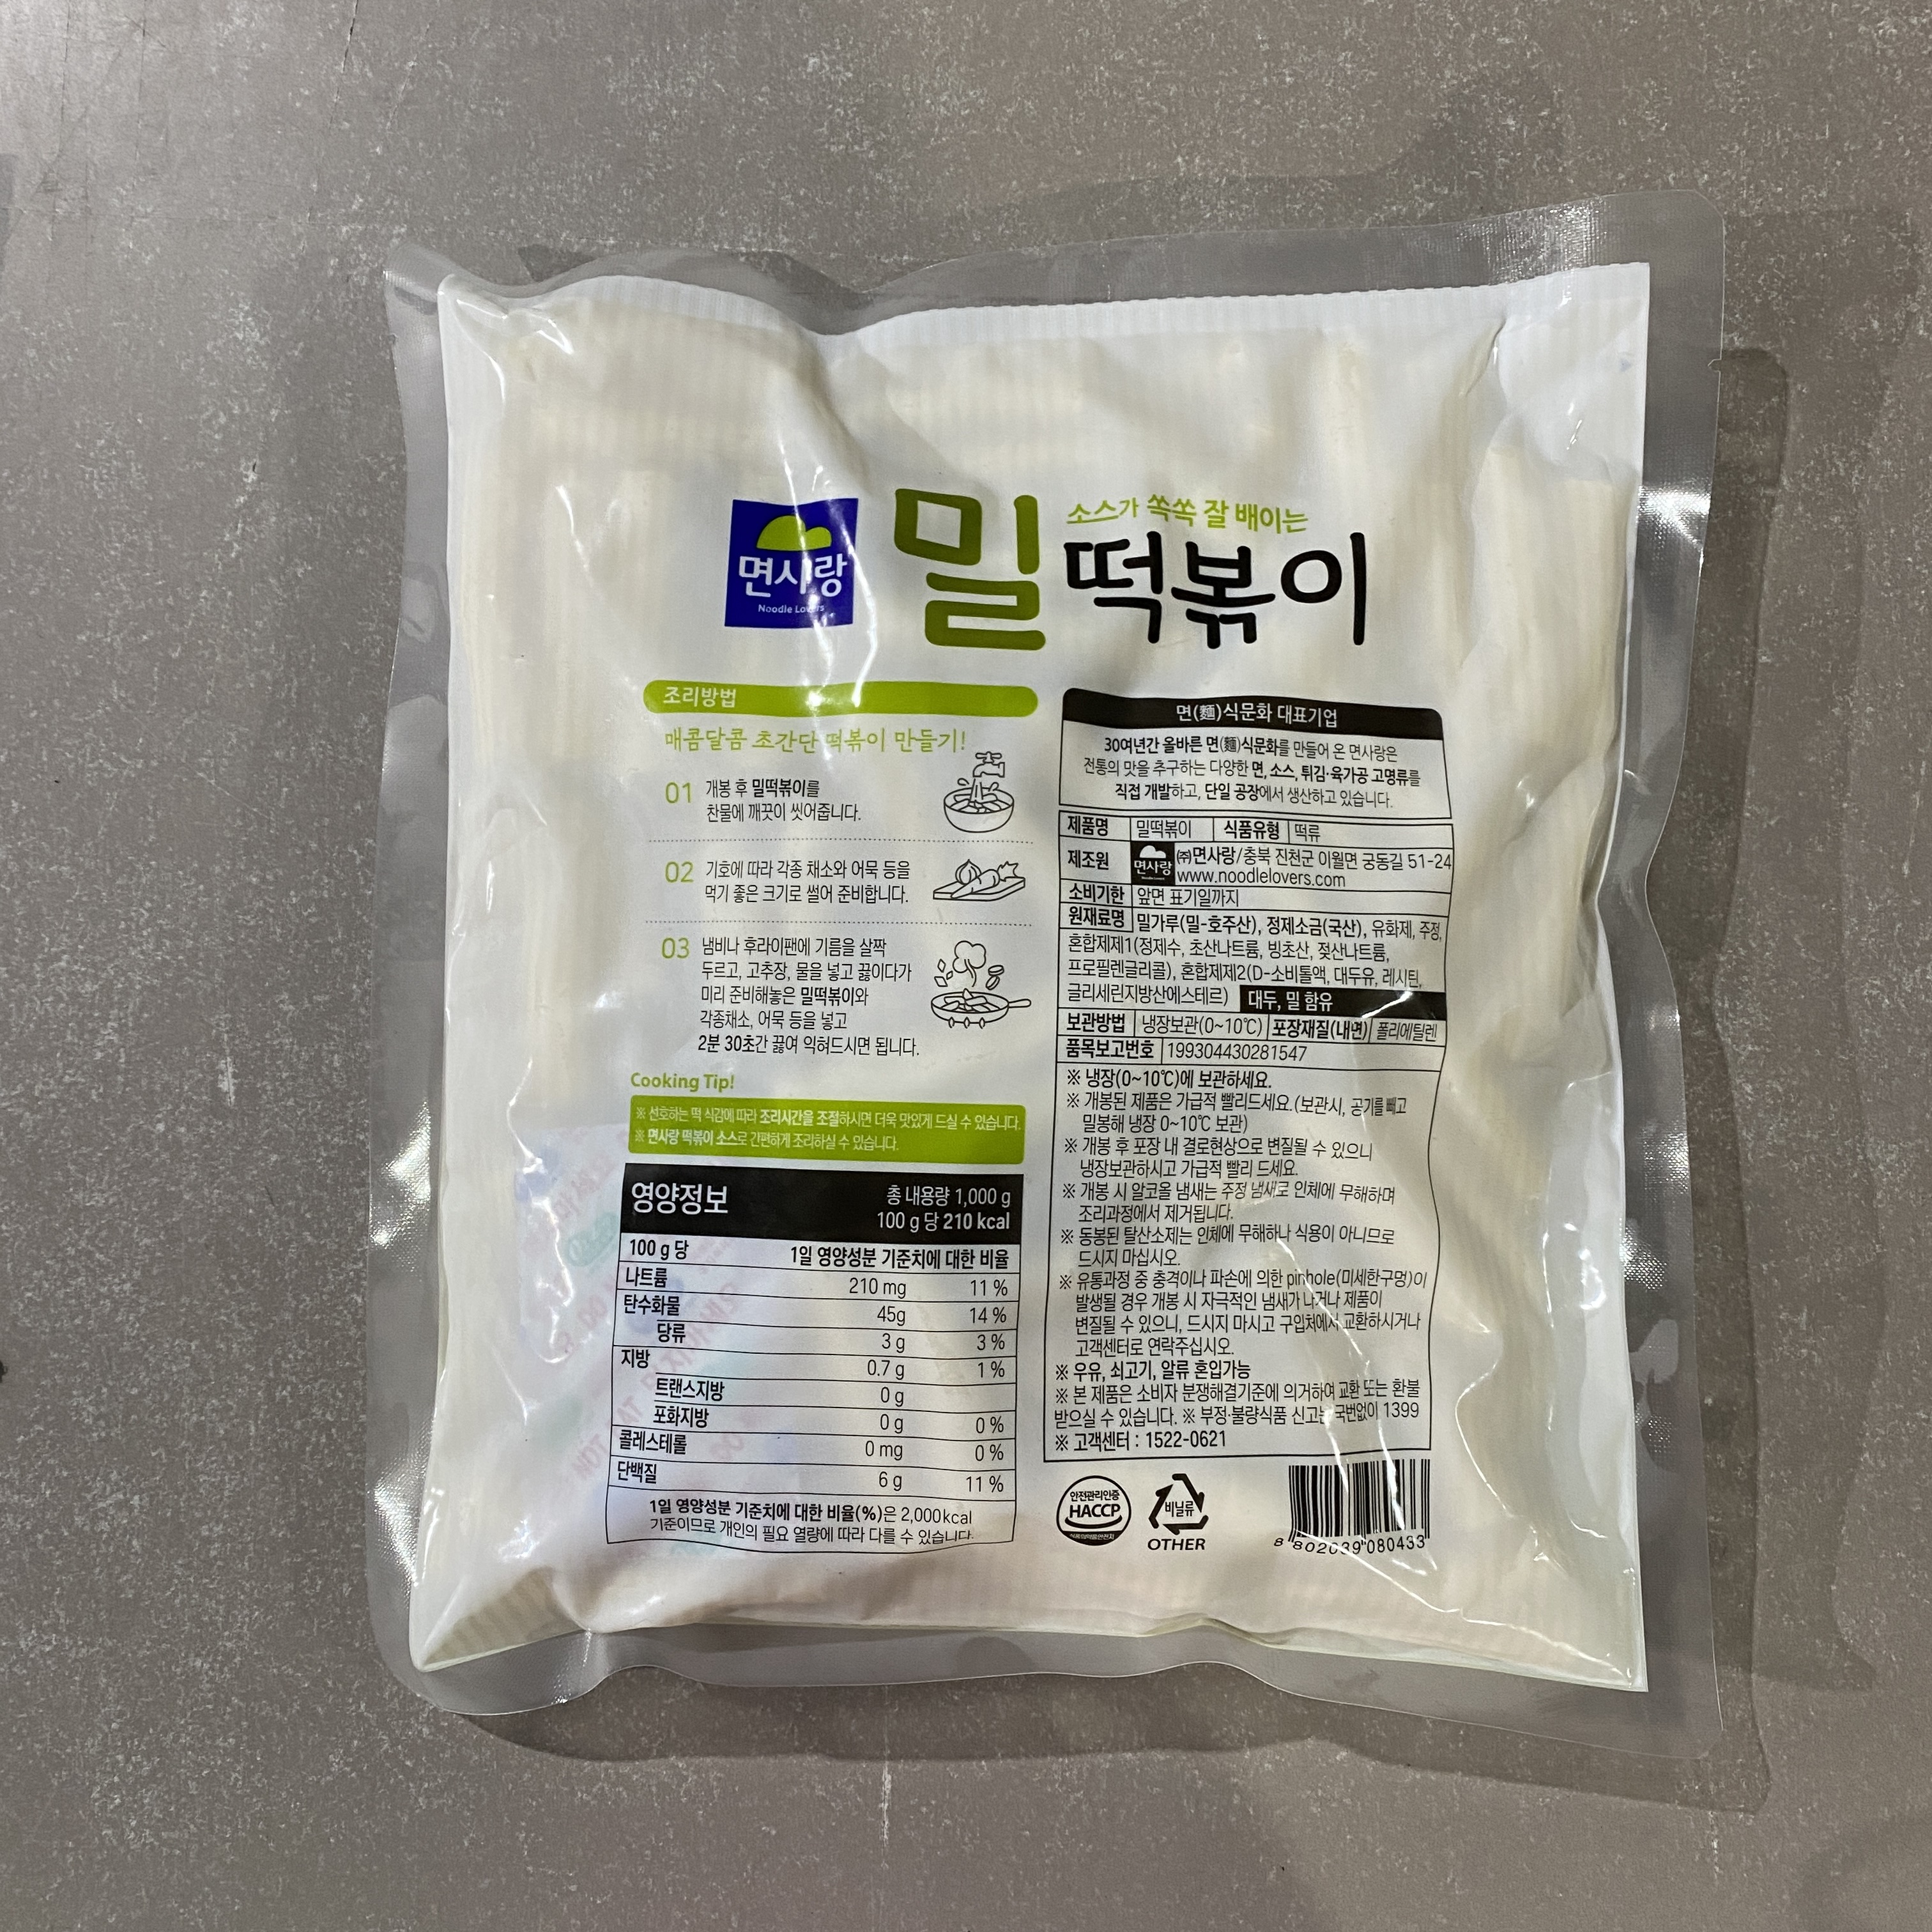 면사랑
Noodle Lovers
밀
소스가 쏙쏙 잘 배이는
떡볶이
조리방법
매콤달콤 초간단 떡볶이 만들기!
01 개봉 후 밀떡볶이를
찬물에 깨끗이 씻어줍니다.
02 기호에 따라 각종 채소와 어묵 등을
먹기 좋은 크기로 썰어 준비합니다.
03 냄비나 후라이팬에 기름을 살짝
두르고, 고추장, 물을 넣고 끓이다가
미리 준비해놓은 밀떡볶이와
각종채소, 어묵 등을 넣고
2분 30초간 끓여 익혀드시면 됩니다.
Cooking Tip!
※ 선호하는 떡 식감에 따라 조리시간을 조절하시면 더욱 맛있게 드실 수 있습니다.
※ 면사랑 떡볶이 소스로 간편하게 조리하실 수 있습니다.
영양정보
총 내용량 1,000 g
100 g 당 210 kcal
100 g 당 1일 영양성분 기준치에 대한 비율
나트륨 210 mg 11 %
탄수화물 45g 14 %
당류 3 g 3 %
지방 0.7 g 1 %
트랜스지방 0 g
포화지방 0 g 0 %
콜레스테롤 0 mg 0 %
단백질 6 g 11 %
1일 영양성분 기준치에 대한 비율(%)은 2,000kcal
기준이므로 개인의 필요 열량에 따라 다를 수 있습니다.
면(麵)식문화 대표기업
30여년간 올바른 면(麵)식문화를 만들어 온 면사랑은
전통의 맛을 추구하는 다양한 면, 소스, 튀김·육가공 고명류를
직접 개발하고, 단일 공장에서 생산하고 있습니다.
제품명 밀떡볶이 식품유형 떡류
제조원 면사랑 ㈜면사랑/충북 진천군 이월면 궁동길 51-24
www.noodlelovers.com
소비기한 앞면 표기일까지
원재료명 밀가루(밀-호주산), 정제소금(국산), 유화제, 주정,
혼합제제1(정제수, 초산나트륨, 빙초산, 젖산나트륨,
프로필렌글리콜), 혼합제제2(D-소비톨액, 대두유, 레시틴,
글리세린지방산에스테르) 대두, 밀 함유
보관방법 냉장보관(0~10℃) 포장재질(내면) 폴리에틸렌
품목보고번호 199304430281547
※ 냉장(0~10℃)에 보관하세요.
※ 개봉된 제품은 가급적 빨리드세요.(보관시, 공기를 빼고
밀봉해 냉장 0~10℃ 보관)
※ 개봉 후 포장 내 결로현상으로 변질될 수 있으니
냉장보관하시고 가급적 빨리 드세요.
※ 개봉 시 알코올 냄새는 주정 냄새로 인체에 무해하며
조리과정에서 제거됩니다.
※ 동봉된 탈산소제는 인체에 무해하나 식용이 아니므로
드시지 마십시오.
※ 유통과정 중 충격이나 파손에 의한 pinhole(미세한구멍)이
발생될 경우 개봉 시 자극적인 냄새가 나거나 제품이
변질될 수 있으니, 드시지 마시고 구입처에서 교환하시거나
고객센터로 연락주십시오.
※ 우유, 쇠고기, 알류 혼입가능
※ 본 제품은 소비자 분쟁해결기준에 의거하여 교환 또는 환불
받으실 수 있습니다. ※ 부정·불량식품 신고는 국번없이 1399
※ 고객센터 : 1522-0621
안전관리인증
HACCP
식품의약품안전처
비닐류
OTHER
8 802039 080433